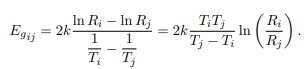 E_{g_{ij}} = 2k \frac{\ln R_i - \ln R_j}{\frac{1}{T_i} - \frac{1}{T_j}} = 2k \frac{T_i T_j}{T_j - T_i} \ln \left( \frac{R_i}{R_j} \right).